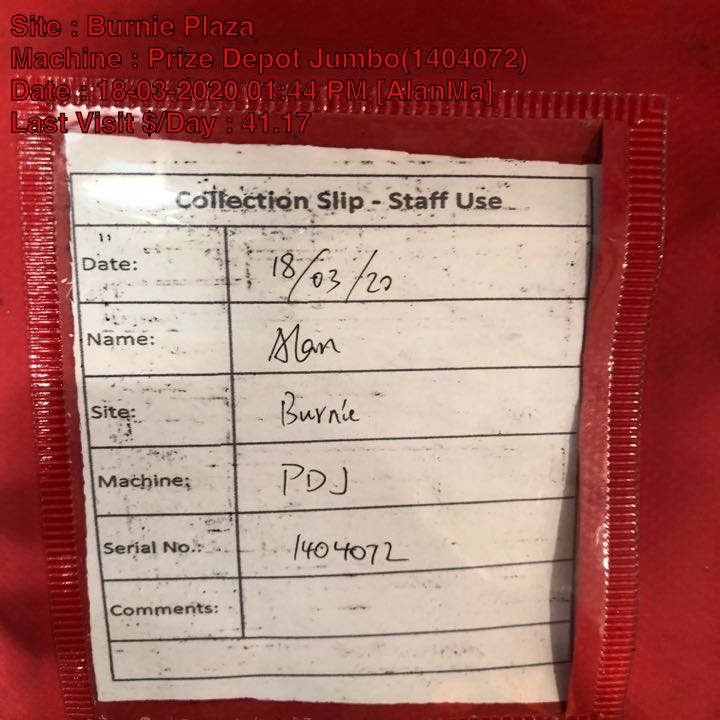 Site : Burnie Plaza
Machine : Prize Depot Jumbo(1404072)
Date : 18-03-2020 01:44 PM [AlanMa]
Last Visit $/Day : 41.17
Collection Slip - Staff Use
Date: 18/03/20
Name: Alan
Site: Burnie
Machine: PDJ
Serial No.: 1404072
Comments: